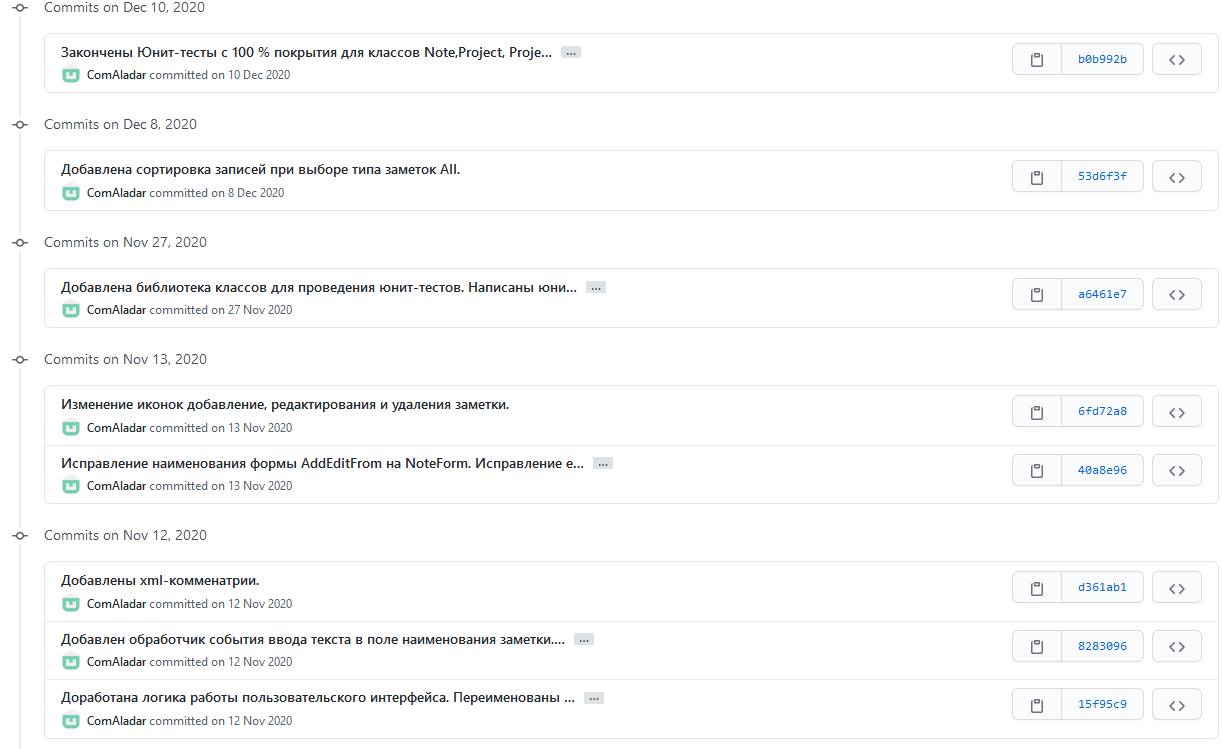 Commits on Dec 10, 2020
Закончены Юнит-тесты с 100 % покрытия для классов Note,Project, Proje... ...
ComAladar committed on 10 Dec 2020
b0b992b
Commits on Dec 8, 2020
Добавлена сортировка записей при выборе типа заметок All.
ComAladar committed on 8 Dec 2020
53d6f3f
Commits on Nov 27, 2020
Добавлена библиотека классов для проведения юнит-тестов. Написаны юни... ...
ComAladar committed on 27 Nov 2020
a6461e7
Commits on Nov 13, 2020
Изменение иконок добавление, редактирования и удаления заметки.
ComAladar committed on 13 Nov 2020
6fd72a8
Исправление наименования формы AddEditFrom на NoteForm. Исправление е... ...
ComAladar committed on 13 Nov 2020
40a8e96
Commits on Nov 12, 2020
Добавлены xml-комменатрии.
ComAladar committed on 12 Nov 2020
d361ab1
Добавлен обработчик события ввода текста в поле наименования заметки.... ...
ComAladar committed on 12 Nov 2020
8283096
Доработана логика работы пользовательского интерфейса. Переименованы ... ...
ComAladar committed on 12 Nov 2020
15f95c9